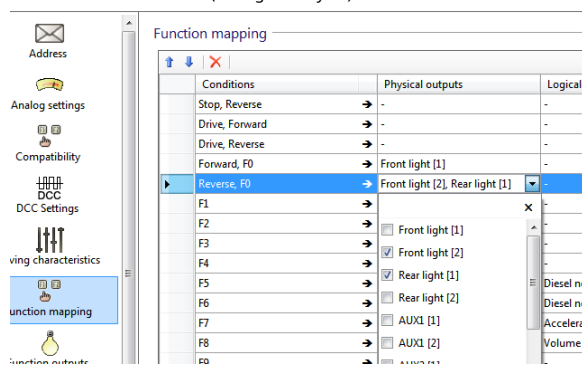 Address
Analog settings
Compatibility
DCC
DCC Settings
ving characteristics
unction mapping
Function mapping
Conditions Physical outputs Logical
Stop, Reverse -  -
Drive, Forward -  -
Drive, Reverse -  -
Forward, F0 Front light [1] -
Reverse, F0 Front light [2], Rear light [1] -
F1 -
F2 Front light [1] -
F3 Front light [2] -
F4 Rear light [1] -
F5 Diesel n
F6 Rear light [2] Diesel n
F7 AUX1 [1] Accelera
F8 AUX1 [2] Volume